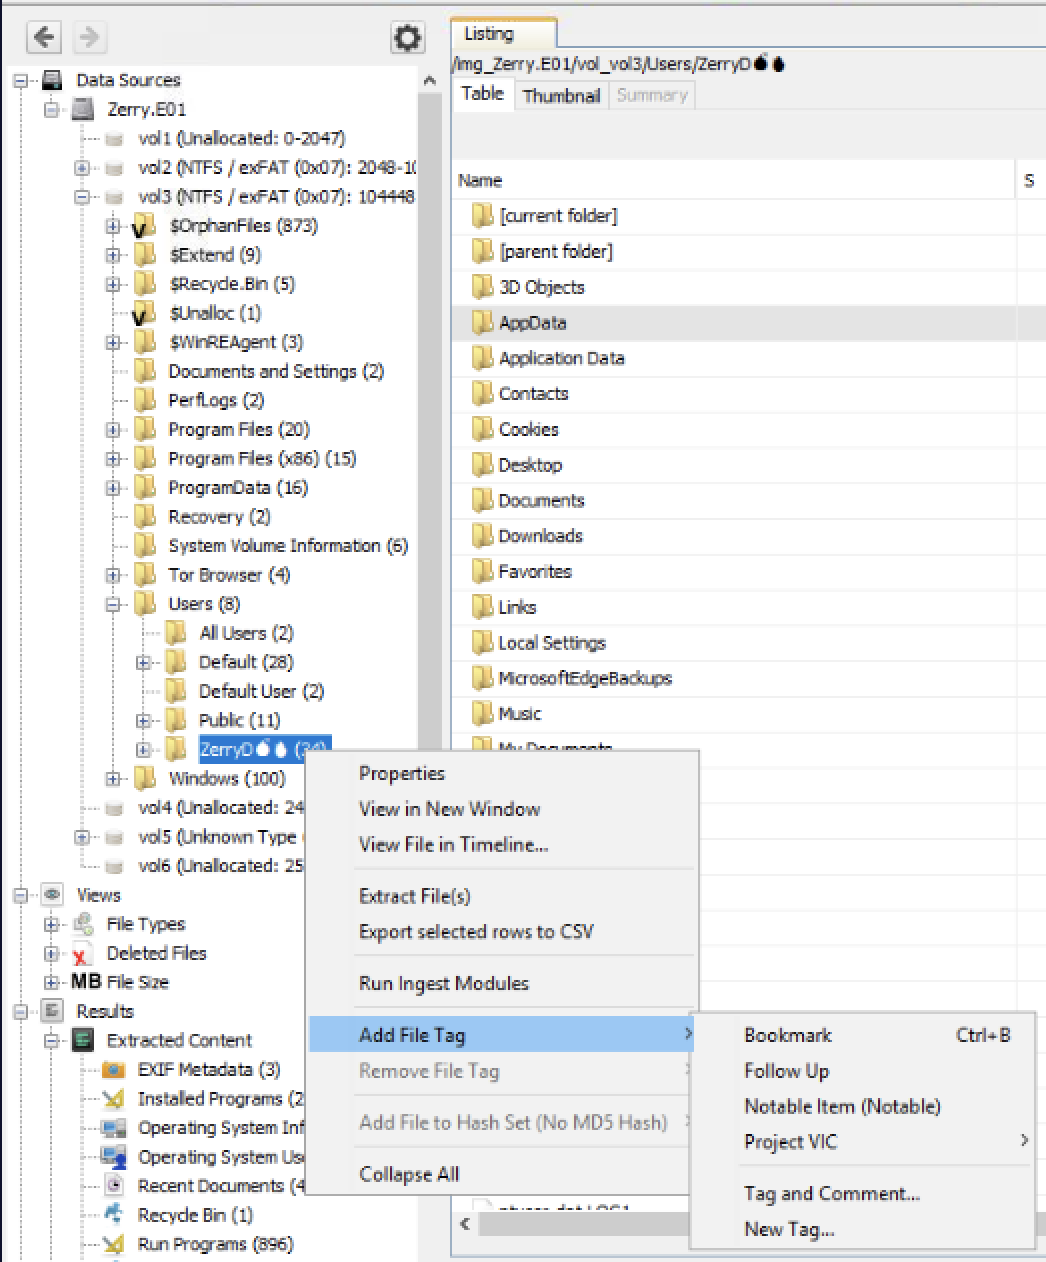 Data Sources
Zerry.E01
vol1 (Unallocated: 0-2047)
vol2 (NTFS / exFAT (0x07): 2048-10
vol3 (NTFS / exFAT (0x07): 104448
$OrphanFiles (873)
$Extend (9)
$Recycle.Bin (5)
$Unalloc (1)
$WinREAgent (3)
Documents and Settings (2)
PerfLogs (2)
Program Files (20)
Program Files (x86) (15)
ProgramData (16)
Recovery (2)
System Volume Information (6)
Tor Browser (4)
Users (8)
All Users (2)
Default (28)
Default User (2)
Public (11)
ZerryD💣💧 (34)
Windows (100)
vol4 (Unallocated: 24
vol5 (Unknown Type
vol6 (Unallocated: 25
Views
File Types
Deleted Files
MB File Size
Results
Extracted Content
EXIF Metadata (3)
Installed Programs (2
Operating System Inf
Operating System Us
Recent Documents (4
Recycle Bin (1)
Run Programs (896)
Listing
/img_Zerry.E01/vol_vol3/Users/ZerryD💣💧
Table Thumbnail Summary
Name S
[current folder]
[parent folder]
3D Objects
AppData
Application Data
Contacts
Cookies
Desktop
Documents
Downloads
Favorites
Links
Local Settings
MicrosoftEdgeBackups
Music
My Documents
Properties
View in New Window
View File in Timeline...
Extract File(s)
Export selected rows to CSV
Run Ingest Modules
Add File Tag
Remove File Tag
Add File to Hash Set (No MD5 Hash)
Collapse All
Bookmark Ctrl+B
Follow Up
Notable Item (Notable)
Project VIC
Tag and Comment...
New Tag...